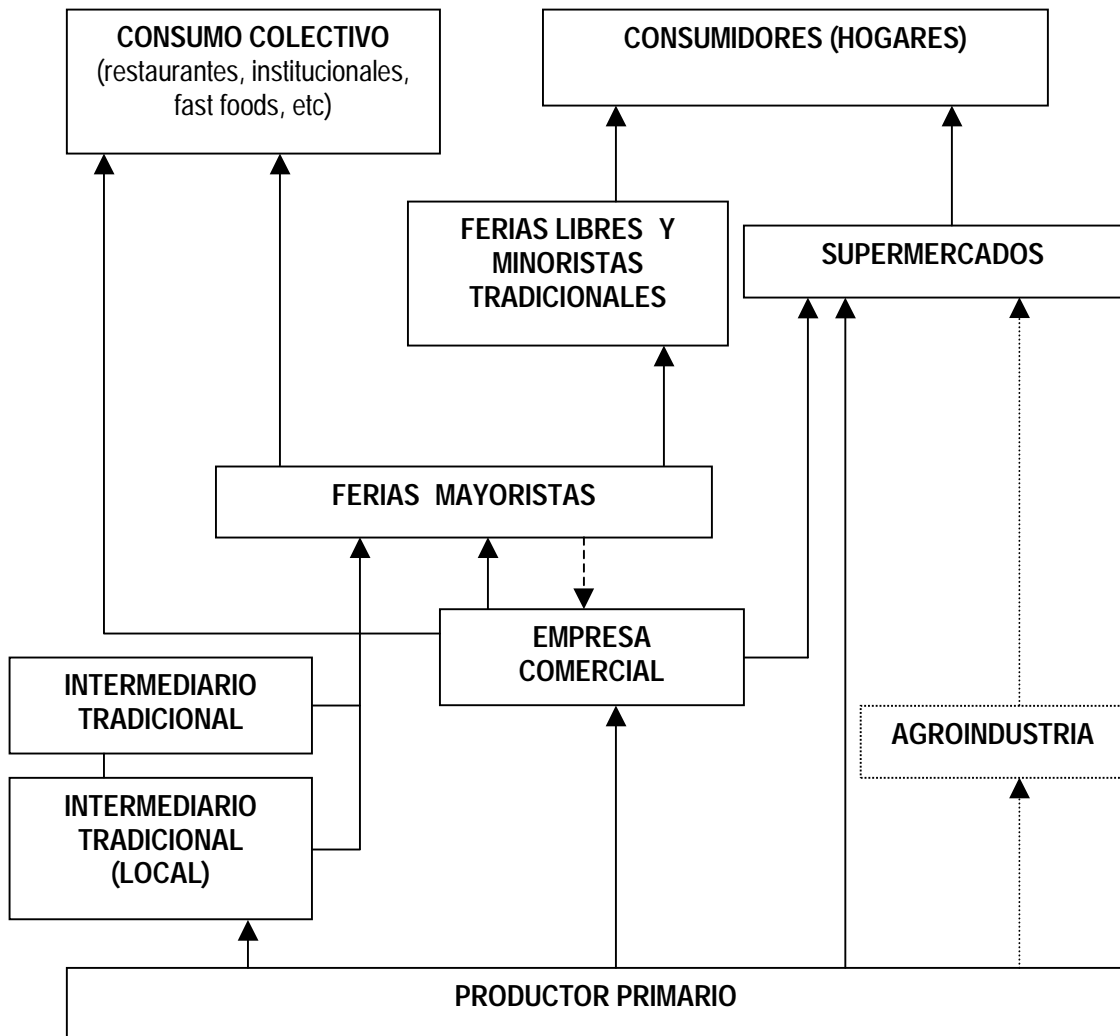 CONSUMO COLECTIVO
(restaurantes, institucionales,
fast foods, etc)
CONSUMIDORES (HOGARES)
FERIAS LIBRES Y
MINORISTAS
TRADICIONALES
SUPERMERCADOS
FERIAS MAYORISTAS
EMPRESA
COMERCIAL
INTERMEDIARIO
TRADICIONAL
AGROINDUSTRIA
INTERMEDIARIO
TRADICIONAL
(LOCAL)
PRODUCTOR PRIMARIO